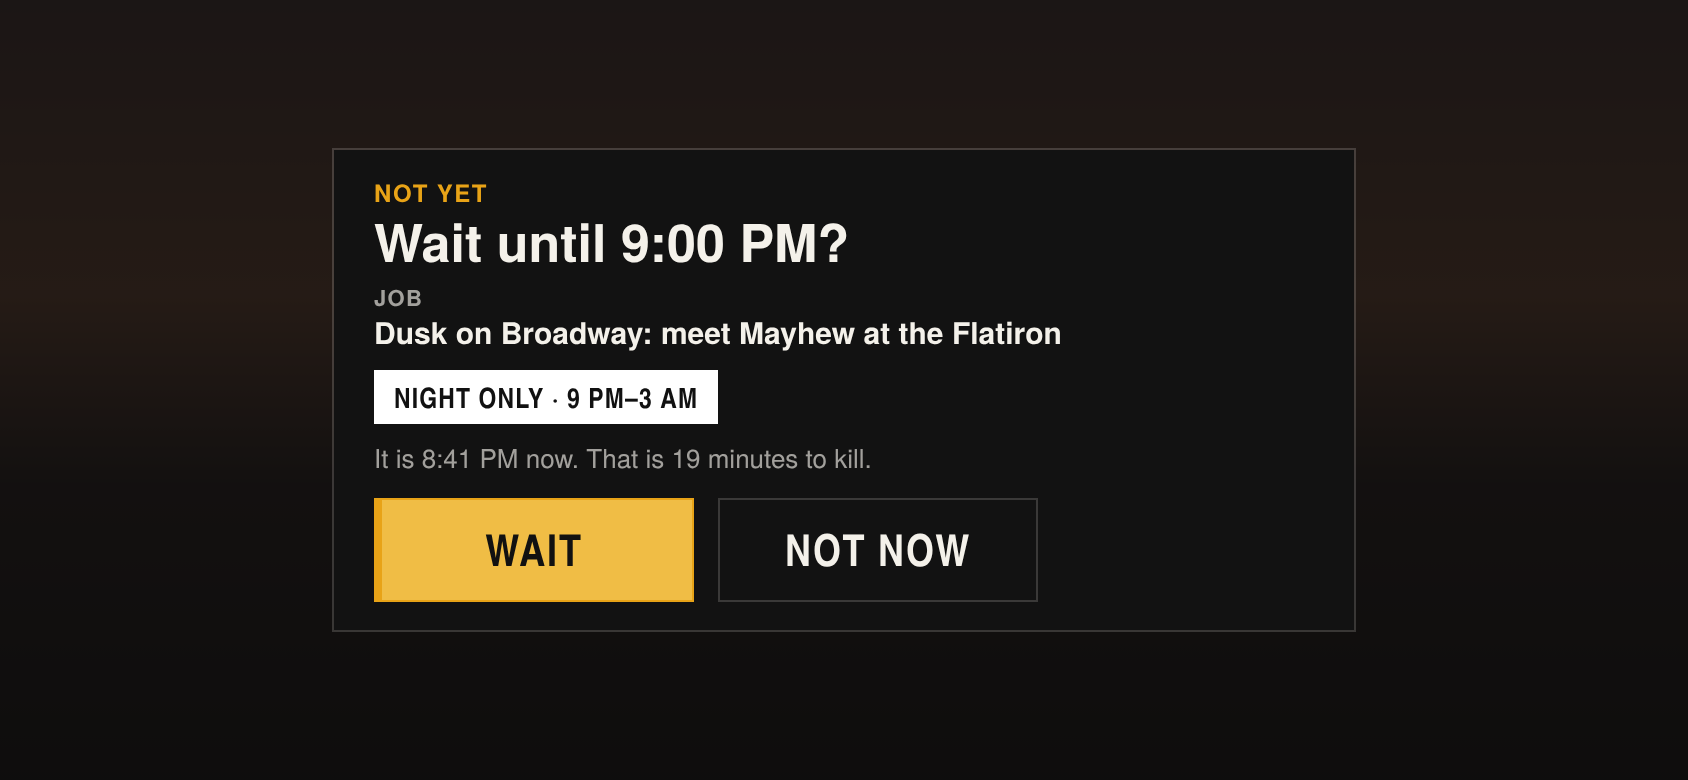 NOT YET
Wait until 9:00 PM?
JOB
Dusk on Broadway: meet Mayhew at the Flatiron
NIGHT ONLY · 9 PM–3 AM
It is 8:41 PM now. That is 19 minutes to kill.
WAIT
NOT NOW